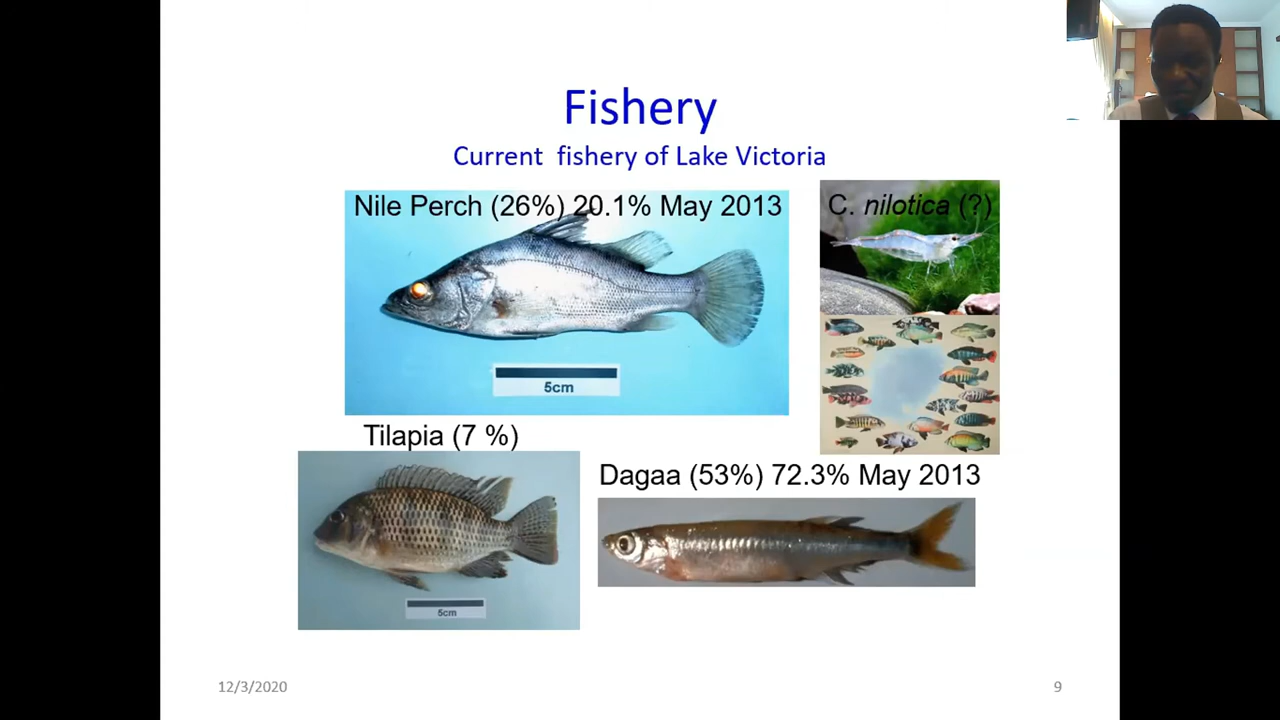 Fishery
Current fishery of Lake Victoria
Nile Perch (26%) 20.1% May 2013
C. nilotica (?)
5cm
Tilapia (7 %)
Dagaa (53%) 72.3% May 2013
5cm
12/3/2020
9